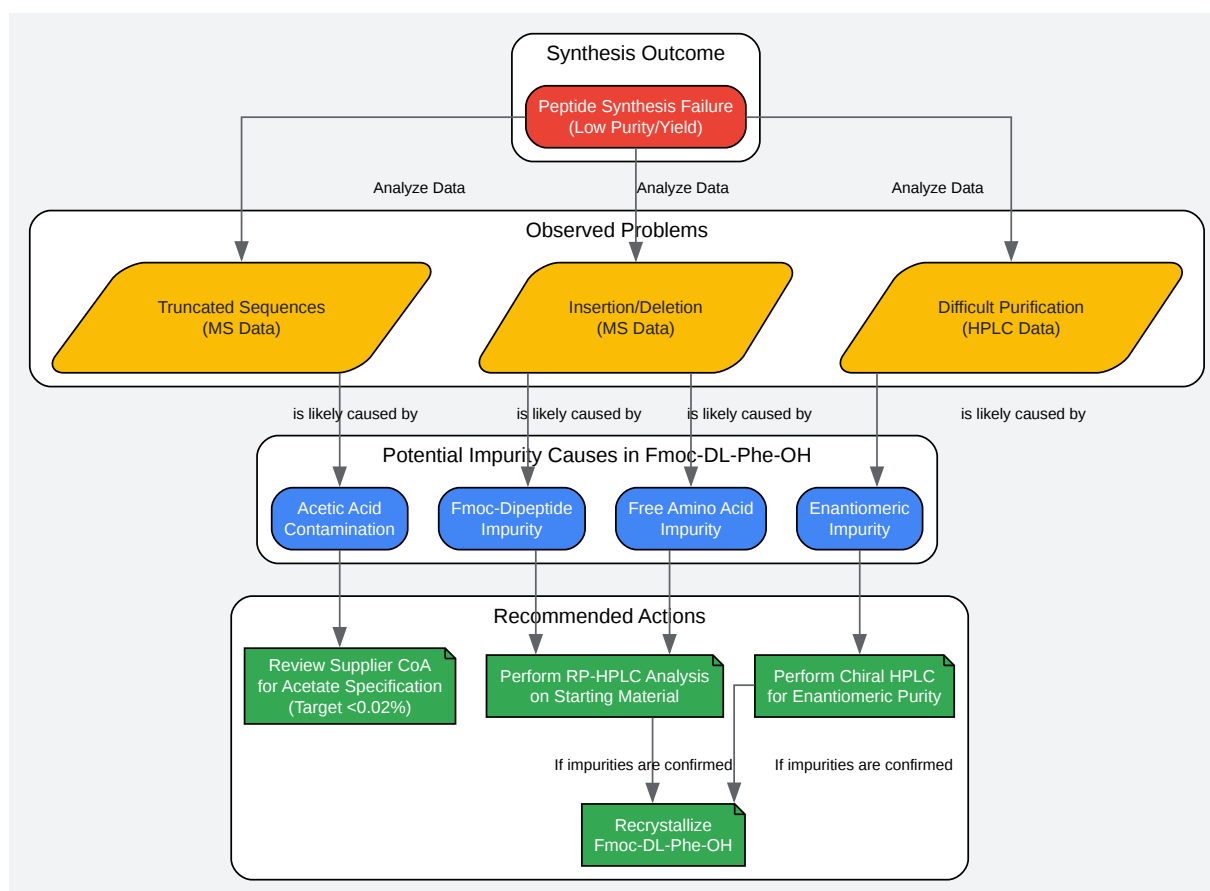 Synthesis Outcome
Peptide Synthesis Failure
(Low Purity/Yield)
Analyze Data
Analyze Data
Analyze Data
Observed Problems
Truncated Sequences
(MS Data)
Insertion/Deletion
(MS Data)
Difficult Purification
(HPLC Data)
is likely caused by
is likely caused by
is likely caused by
is likely caused by
Potential Impurity Causes in Fmoc-DL-Phe-OH
Acetic Acid
Contamination
Fmoc-Dipeptide
Impurity
Free Amino Acid
Impurity
Enantiomeric
Impurity
Recommended Actions
Review Supplier CoA
for Acetate Specification
(Target <0.02%)
Perform RP-HPLC Analysis
on Starting Material
Perform Chiral HPLC
for Enantiomeric Purity
If impurities are confirmed
If impurities are confirmed
Recrystallize
Fmoc-DL-Phe-OH